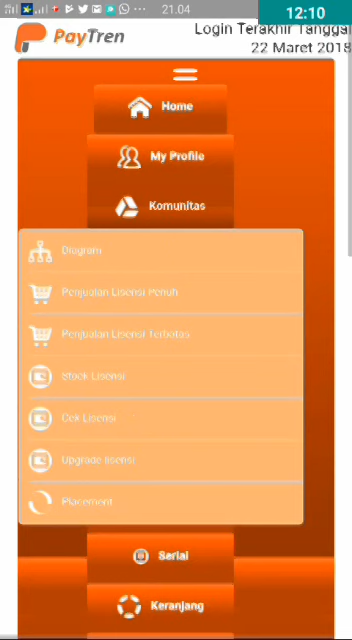 21.04
12:10
PayTren
Login Terakhir Tanggal
22 Maret 2018
Home
My Profile
Komunitas
Diagram
Penjualan Lisensi Penuh
Penjualan Lisensi Terbatas
Stock Lisensi
Cek Lisensi
Upgrade lisensi
Placement
Serial
Keranjang